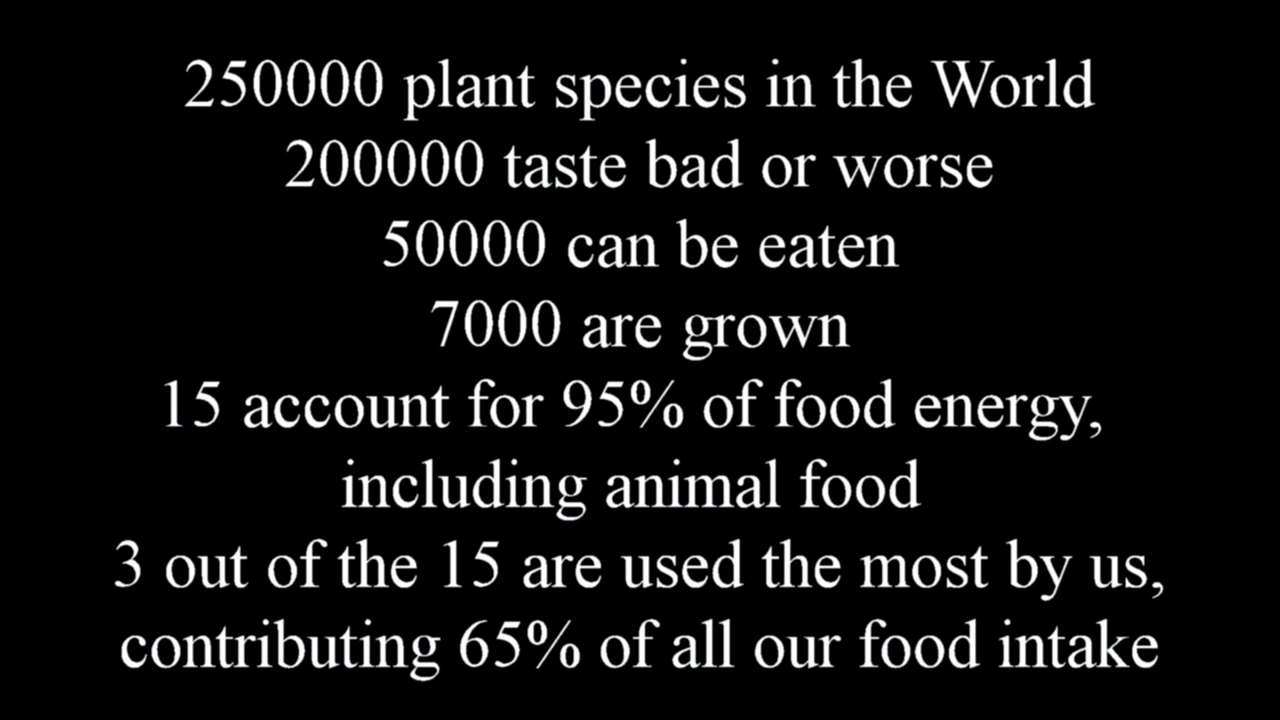 250000 plant species in the World
200000 taste bad or worse
50000 can be eaten
7000 are grown
15 account for 95% of food energy,
including animal food
3 out of the 15 are used the most by us,
contributing 65% of all our food intake